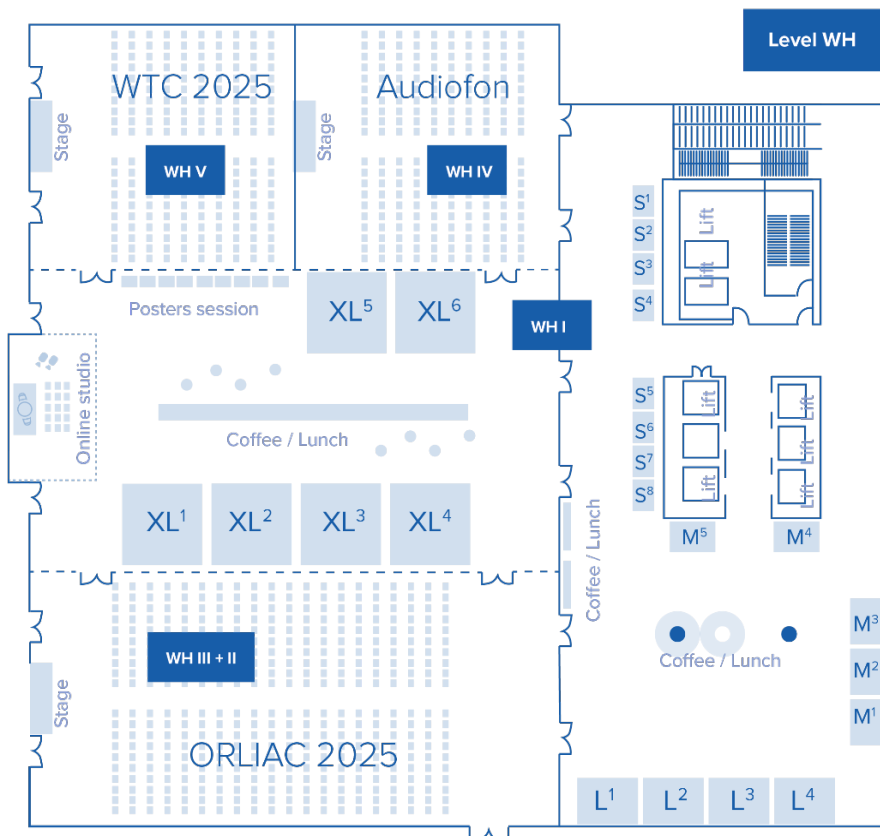 Level WH
WTC 2025
Audiofon
Stage
Stage
WH V
WH IV
S1
S2
S3
S4
Lift
Lift
Posters session
XL5
XL6
WH I
Online studio
Coffee / Lunch
S5
S6
S7
S8
Lift
Lift
Lift
Lift
Lift
M5
M4
XL1
XL2
XL3
XL4
Coffee / Lunch
WH III + II
Stage
ORLIAC 2025
Coffee / Lunch
M3
M2
M1
L1
L2
L3
L4